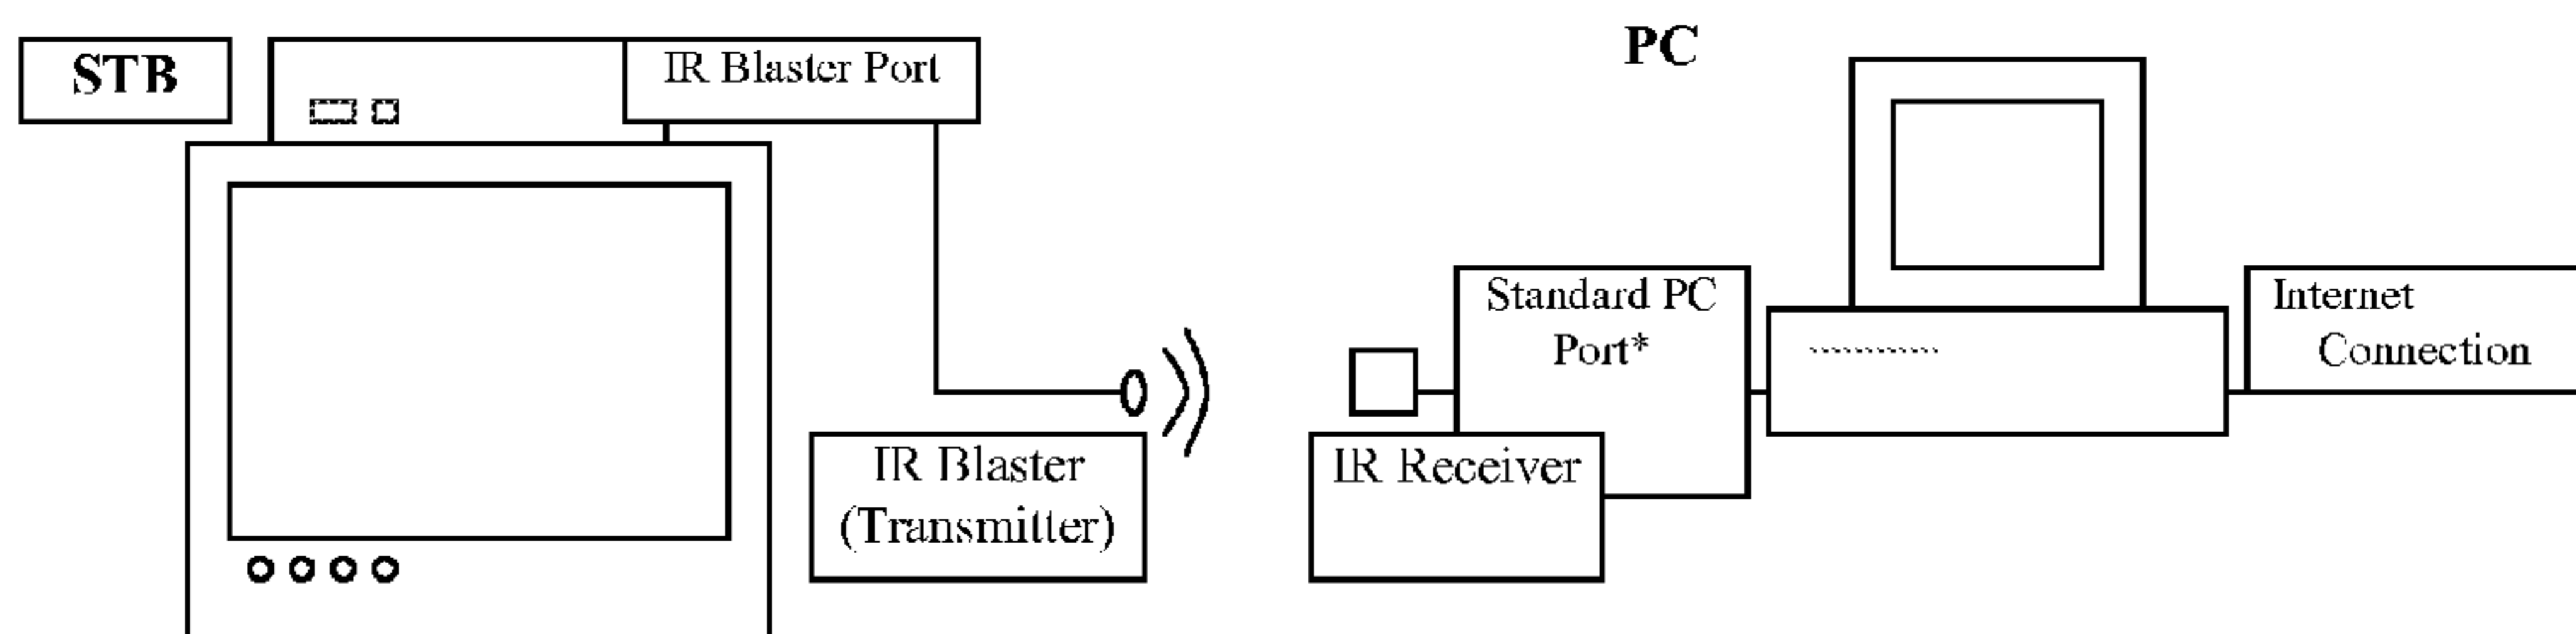 STB
IR Blaster Port
PC
Standard PC
Port*
Internet
Connection
IR Blaster
(Transmitter)
IR Receiver